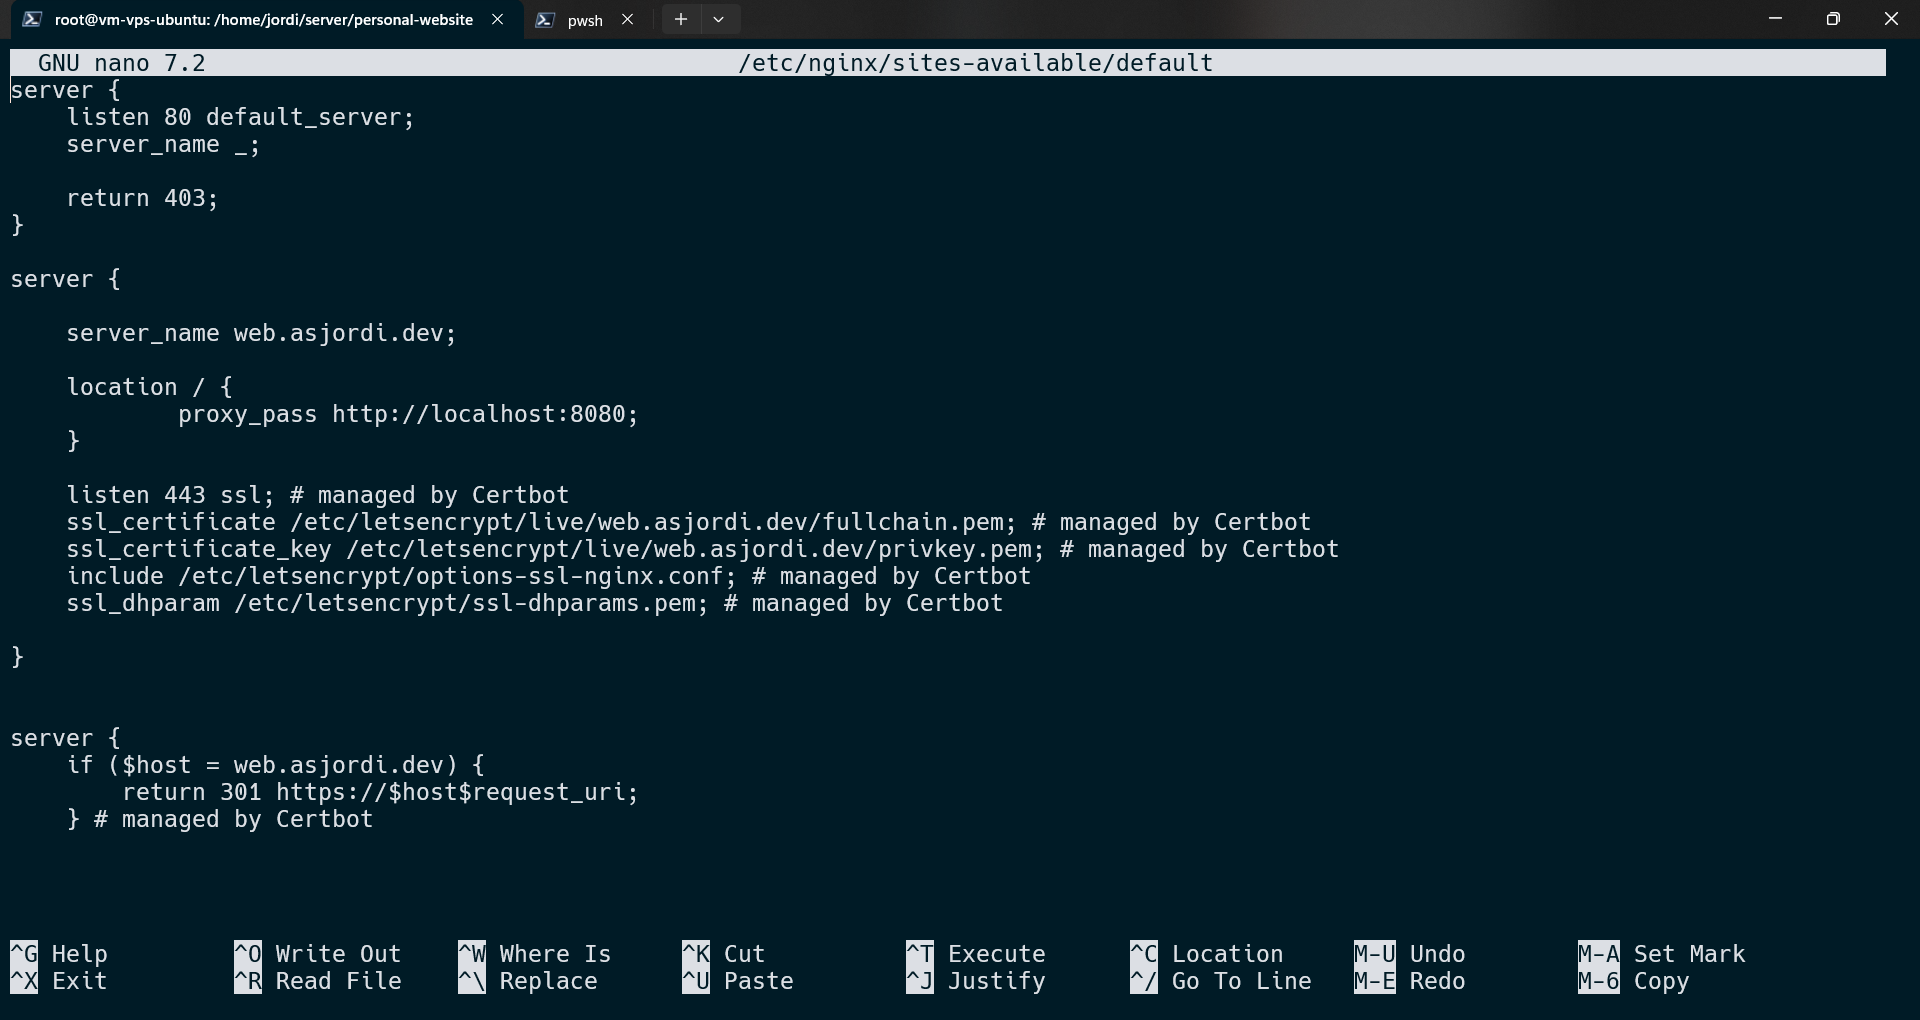 root@vm-vps-ubuntu: /home/jordi/server/personal-website
pwsh
GNU nano 7.2 /etc/nginx/sites-available/default
server {
    listen 80 default_server;
    server_name _;

    return 403;
}

server {

    server_name web.asjordi.dev;

    location / {
            proxy_pass http://localhost:8080;
    }

    listen 443 ssl; # managed by Certbot
    ssl_certificate /etc/letsencrypt/live/web.asjordi.dev/fullchain.pem; # managed by Certbot
    ssl_certificate_key /etc/letsencrypt/live/web.asjordi.dev/privkey.pem; # managed by Certbot
    include /etc/letsencrypt/options-ssl-nginx.conf; # managed by Certbot
    ssl_dhparam /etc/letsencrypt/ssl-dhparams.pem; # managed by Certbot

}


server {
    if ($host = web.asjordi.dev) {
        return 301 https://$host$request_uri;
    } # managed by Certbot

^G Help ^O Write Out ^W Where Is ^K Cut ^T Execute ^C Location M-U Undo M-A Set Mark
^X Exit ^R Read File ^\ Replace ^U Paste ^J Justify ^/ Go To Line M-E Redo M-6 Copy